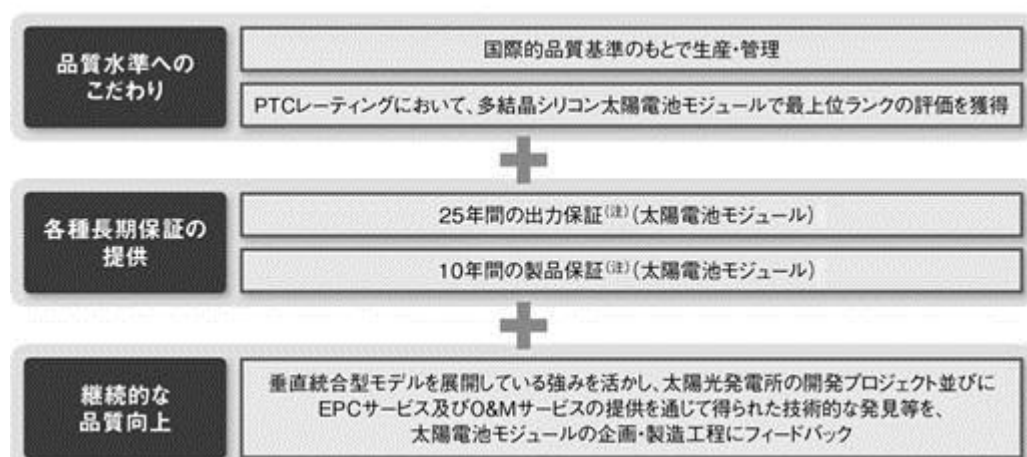 品質水準への
こだわり
国際的品質基準のもとで生産・管理
PTCレーティングにおいて、多結晶シリコン太陽電池モジュールで最上位ランクの評価を獲得
各種長期保証の
提供
25年間の出力保証(注)(太陽電池モジュール)
10年間の製品保証(注)(太陽電池モジュール)
継続的な
品質向上
垂直統合型モデルを展開している強みを活かし、太陽光発電所の開発プロジェクト並びに
EPCサービス及びO&Mサービスの提供を通じて得られた技術的な発見等を、
太陽電池モジュールの企画・製造工程にフィードバック